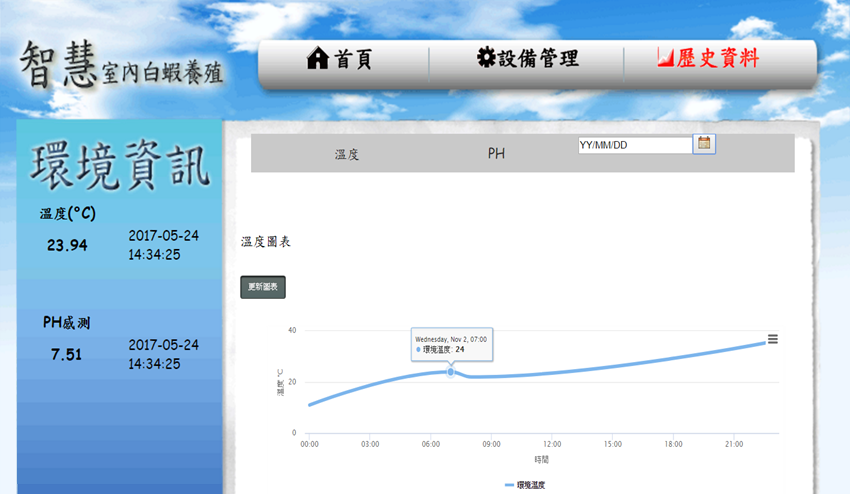 智慧室內白蝦養殖
首頁
設備管理
歷史資料
環境資訊
溫度(°C)
23.94
2017-05-24
14:34:25
PH感測
7.51
2017-05-24
14:34:25
溫度
PH
YY/MM/DD
溫度圖表
更新圖表
Wednesday, Nov 2, 07:00
環境溫度: 24
溫度 °C
40
20
0
00:00
03:00
06:00
09:00
12:00
15:00
18:00
21:00
時間
環境溫度